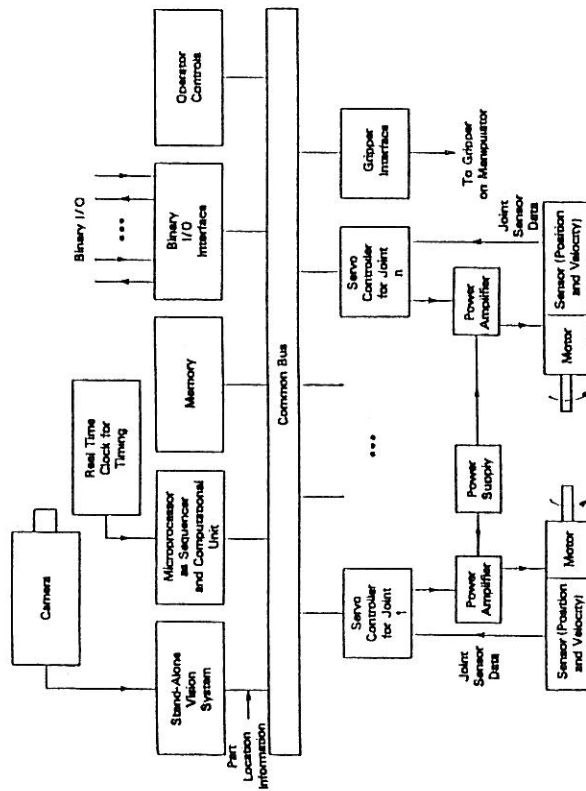 Camera
Real Time
Clock for
Timing
Binary I/O
Stand-Alone
Vision
System
Microprocessor
as Sequencer
and Computational
Unit
Memory
Binary
I/O
Interface
Operator
Controls
Part
Location
Information
Common Bus
Servo
Controller
for Joint
1
Servo
Controller
for Joint
n
Gripper
Interface
To Gripper
on Manipulator
Joint
Sensor
Data
Power
Amplifier
Power
Supply
Power
Amplifier
Joint
Sensor
Data
Sensor (Position
and Velocity)
Motor
Motor
Sensor (Position
and Velocity)